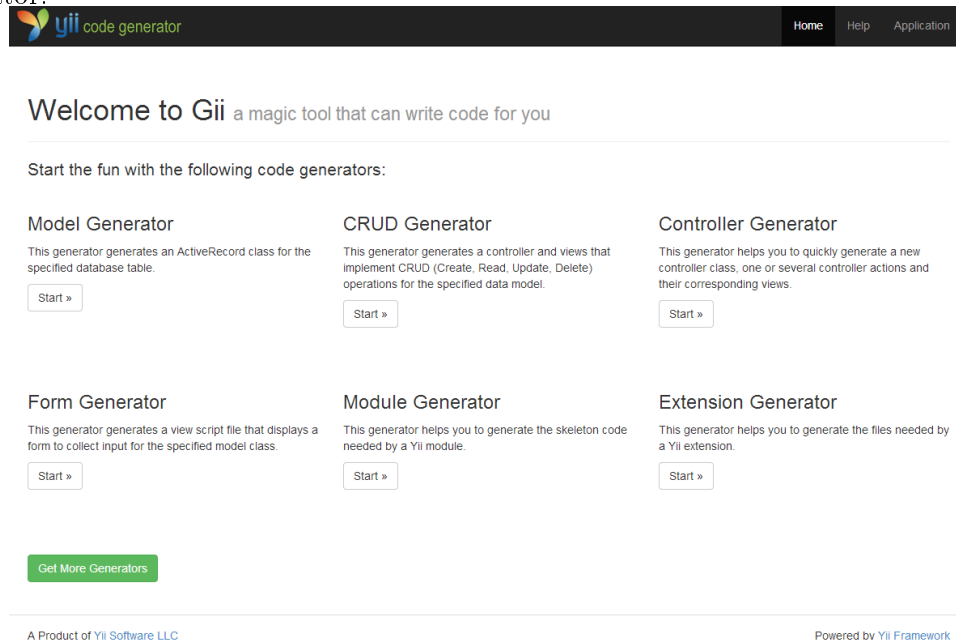 yii code generator
Home Help Application
Welcome to Gii a magic tool that can write code for you
Start the fun with the following code generators:
Model Generator
This generator generates an ActiveRecord class for the
specified database table.
Start »
CRUD Generator
This generator generates a controller and views that
implement CRUD (Create, Read, Update, Delete)
operations for the specified data model.
Start »
Controller Generator
This generator helps you to quickly generate a new
controller class, one or several controller actions and
their corresponding views.
Start »
Form Generator
This generator generates a view script file that displays a
form to collect input for the specified model class.
Start »
Module Generator
This generator helps you to generate the skeleton code
needed by a Yii module.
Start »
Extension Generator
This generator helps you to generate the files needed by
a Yii extension.
Start »
Get More Generators
A Product of Yii Software LLC
Powered by Yii Framework